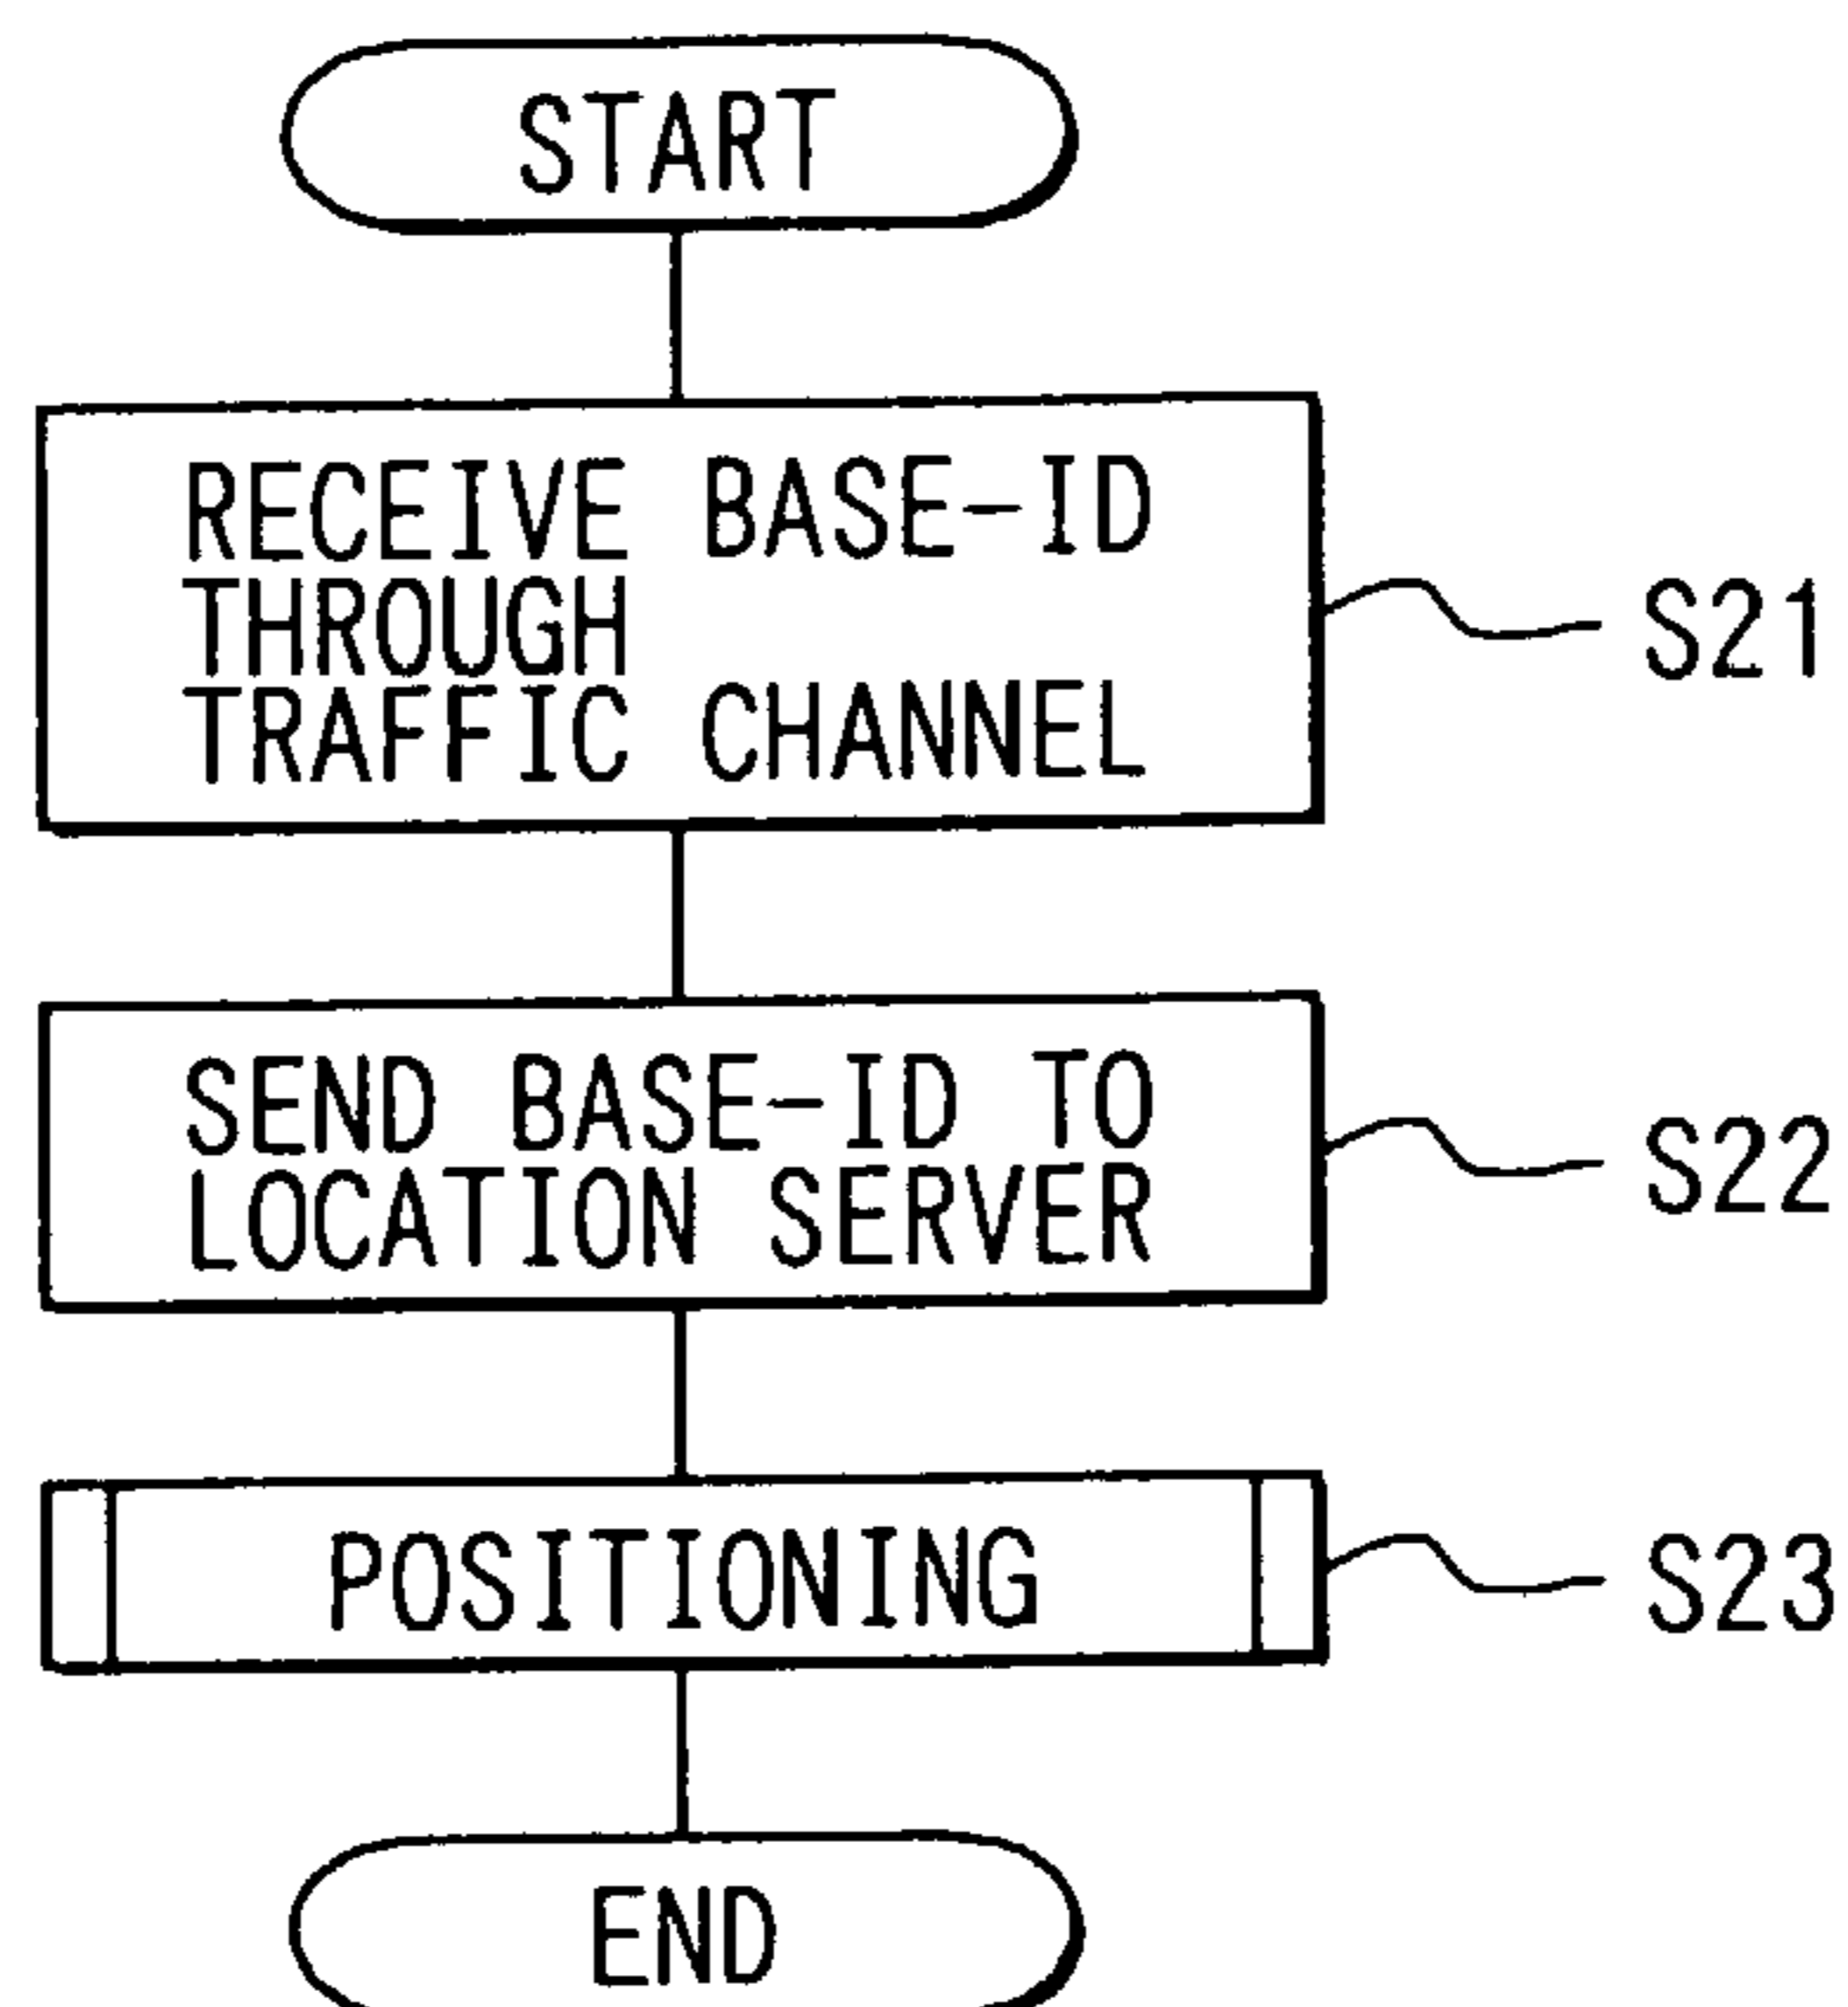 START
RECEIVE BASE-ID
THROUGH
TRAFFIC CHANNEL
S21
SEND BASE-ID TO
LOCATION SERVER
S22
POSITIONING
S23
END